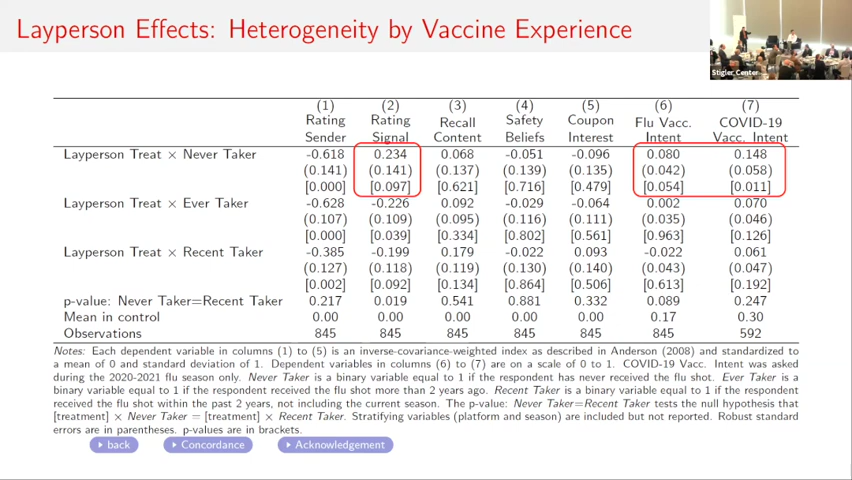 Layperson Effects: Heterogeneity by Vaccine Experience
Stigler Center
(1) (2) (3) (4) (5) (6) (7)
Rating Rating Recall Safety Coupon Flu Vacc. COVID-19
Sender Signal Content Beliefs Interest Intent Vacc. Intent
Layperson Treat × Never Taker -0.618 0.234 0.068 -0.051 -0.096 0.080 0.148
(0.141) (0.141) (0.137) (0.139) (0.135) (0.042) (0.058)
[0.000] [0.097] [0.621] [0.716] [0.479] [0.054] [0.011]
Layperson Treat × Ever Taker -0.628 -0.226 0.092 -0.029 -0.064 0.002 0.070
(0.107) (0.109) (0.095) (0.116) (0.111) (0.035) (0.046)
[0.000] [0.039] [0.334] [0.802] [0.561] [0.963] [0.126]
Layperson Treat × Recent Taker -0.385 -0.199 0.179 -0.022 0.093 -0.022 0.061
(0.127) (0.118) (0.119) (0.130) (0.140) (0.043) (0.047)
[0.002] [0.092] [0.134] [0.864] [0.506] [0.613] [0.192]
p-value: Never Taker=Recent Taker 0.217 0.019 0.541 0.881 0.332 0.089 0.247
Mean in control 0.00 0.00 0.00 0.00 0.00 0.17 0.30
Observations 845 845 845 845 845 845 592
Notes: Each dependent variable in columns (1) to (5) is an inverse-covariance-weighted index as described in Anderson (2008) and standardized to
a mean of 0 and standard deviation of 1. Dependent variables in columns (6) to (7) are on a scale of 0 to 1. COVID-19 Vacc. Intent was asked
during the 2020-2021 flu season only. Never Taker is a binary variable equal to 1 if the respondent has never received the flu shot. Ever Taker is a
binary variable equal to 1 if the respondent received the flu shot more than 2 years ago. Recent Taker is a binary variable equal to 1 if the respondent
received the flu shot within the past 2 years, not including the current season. The p-value: Never Taker=Recent Taker tests the null hypothesis that
[treatment] × Never Taker = [treatment] × Recent Taker. Stratifying variables (platform and season) are included but not reported. Robust standard
errors are in parentheses. p-values are in brackets.
back Concordance Acknowledgement